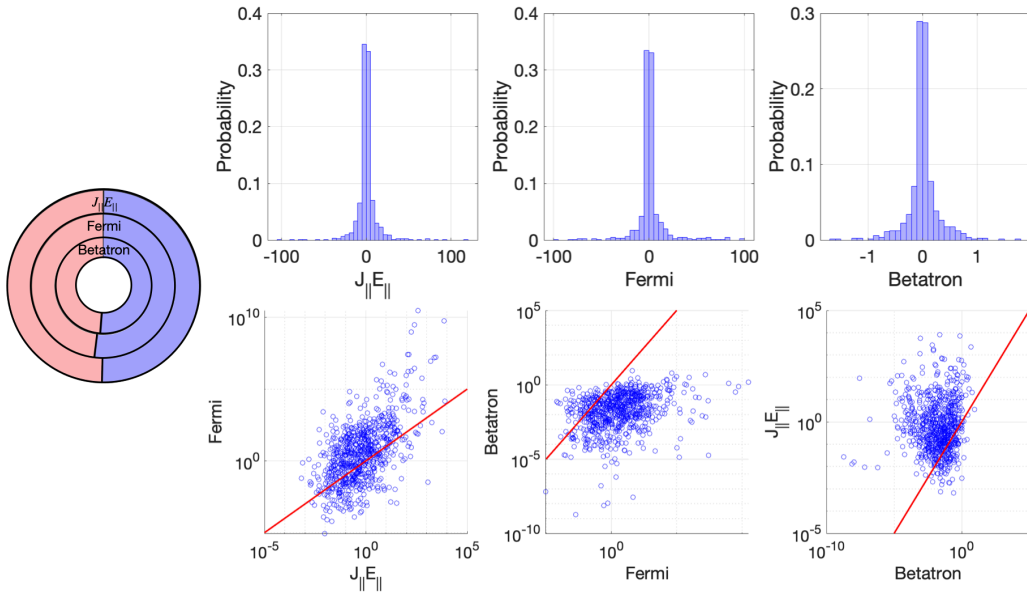 J||E||
Fermi
Betatron
0.4
0.3
0.2
0.1
0
Probability
-100
0
100
J||E||
0.4
0.3
0.2
0.1
0
Probability
-100
0
100
Fermi
0.3
0.2
0.1
0
Probability
-1
0
1
Betatron
10^10
10^0
Fermi
10^-5
10^0
10^5
J||E||
10^5
10^0
10^-5
10^-10
Betatron
10^0
Fermi
10^5
10^0
10^-5
J||E||
10^-10
10^0
Betatron